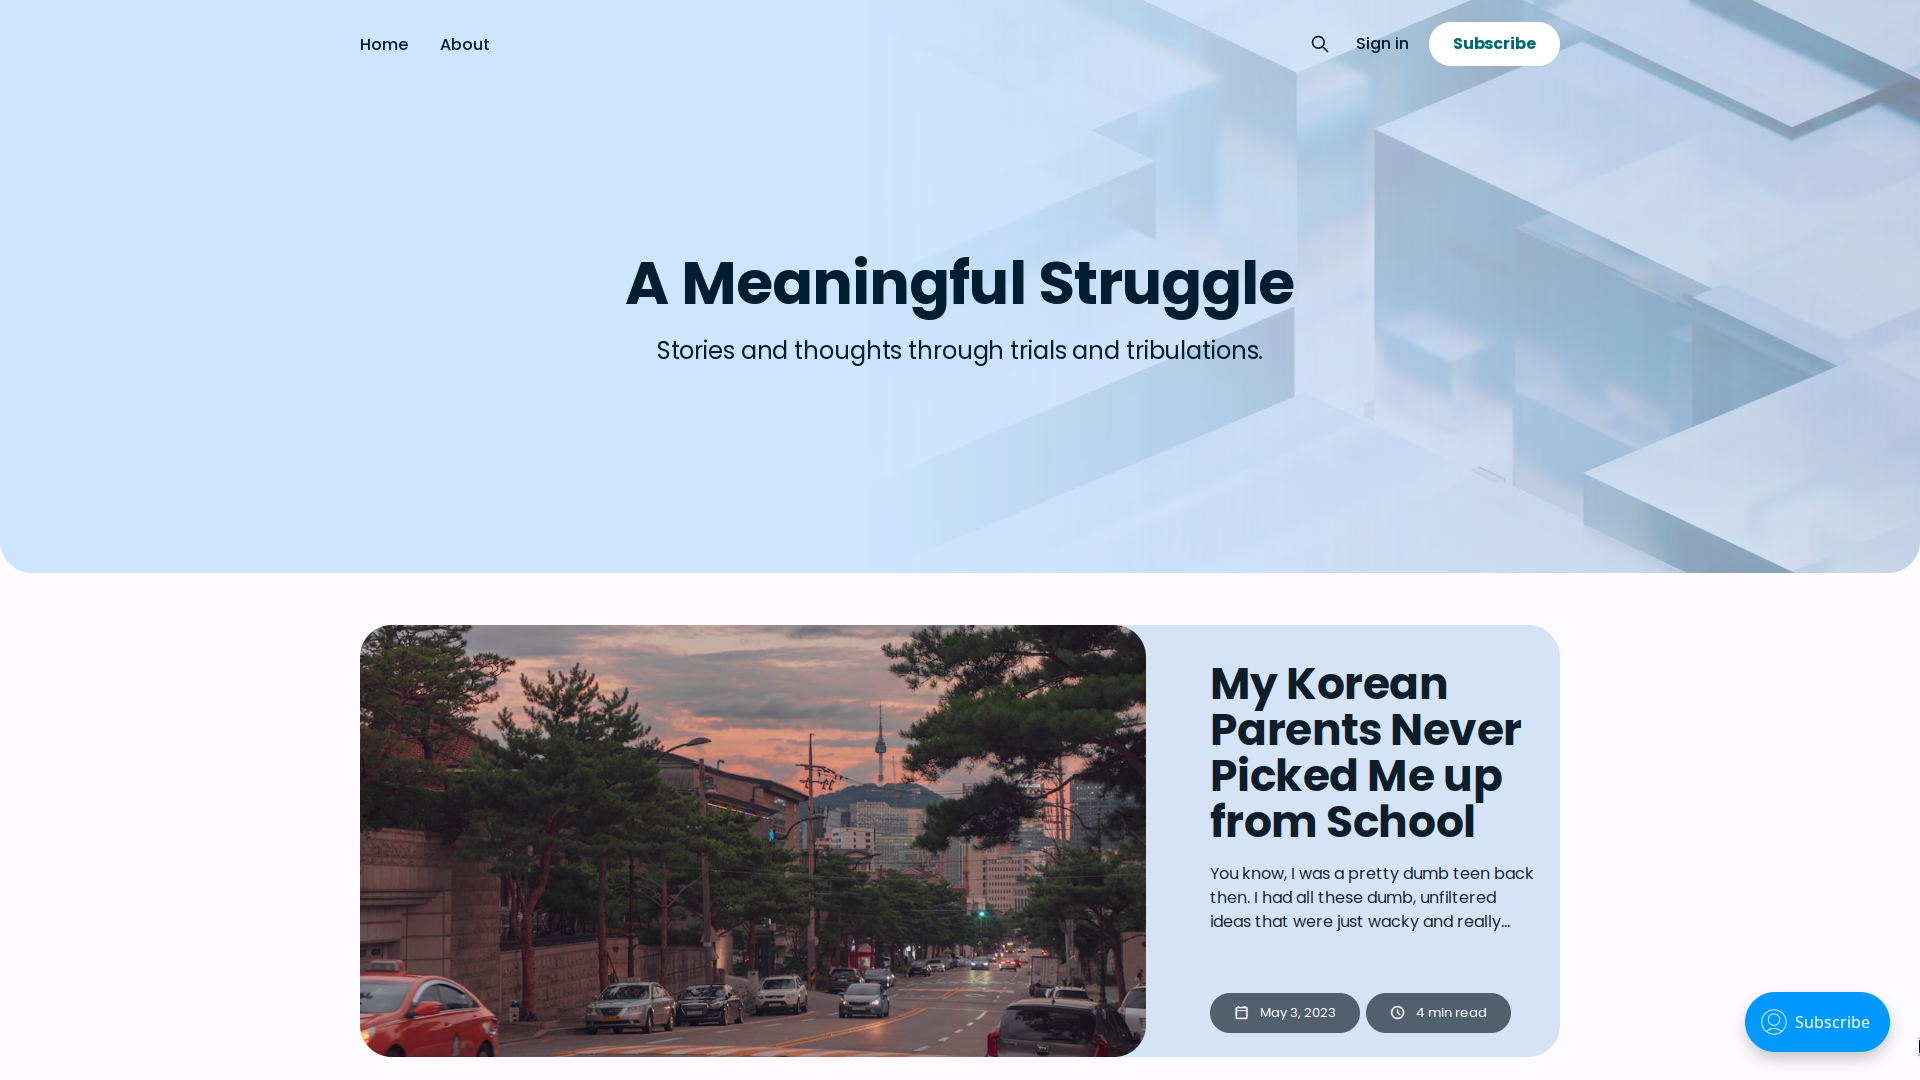 Home
About
Sign in
Subscribe
A Meaningful Struggle
Stories and thoughts through trials and tribulations.
My Korean
Parents Never
Picked Me up
from School
You know, I was a pretty dumb teen back
then. I had all these dumb, unfiltered
ideas that were just wacky and really...
May 3, 2023
4 min read
Subscribe